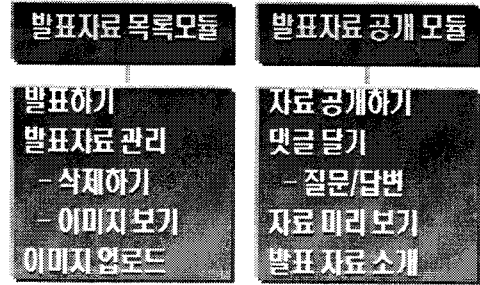 발표자료 목록모듈
발표하기
발표자료 관리
- 삭제하기
- 이미지 보기
이미지 업로드
발표자료 공개 모듈
자료 공개하기
댓글 달기
- 질문/답변
자료 미리 보기
발표 자료 소개